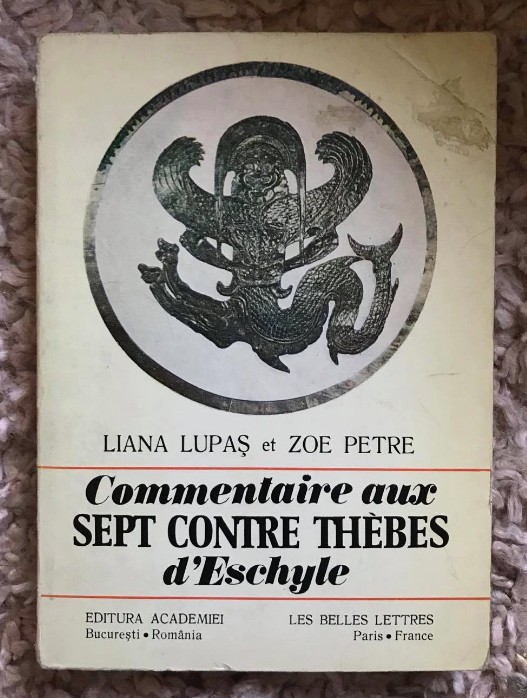 LIANA LUPAŞ et ZOE PETRE
Commentaire aux
SEPT CONTRE THÈBES
d'Eschyle
EDITURA ACADEMIEI
Bucureşti • România
LES BELLES LETTRES
Paris • France